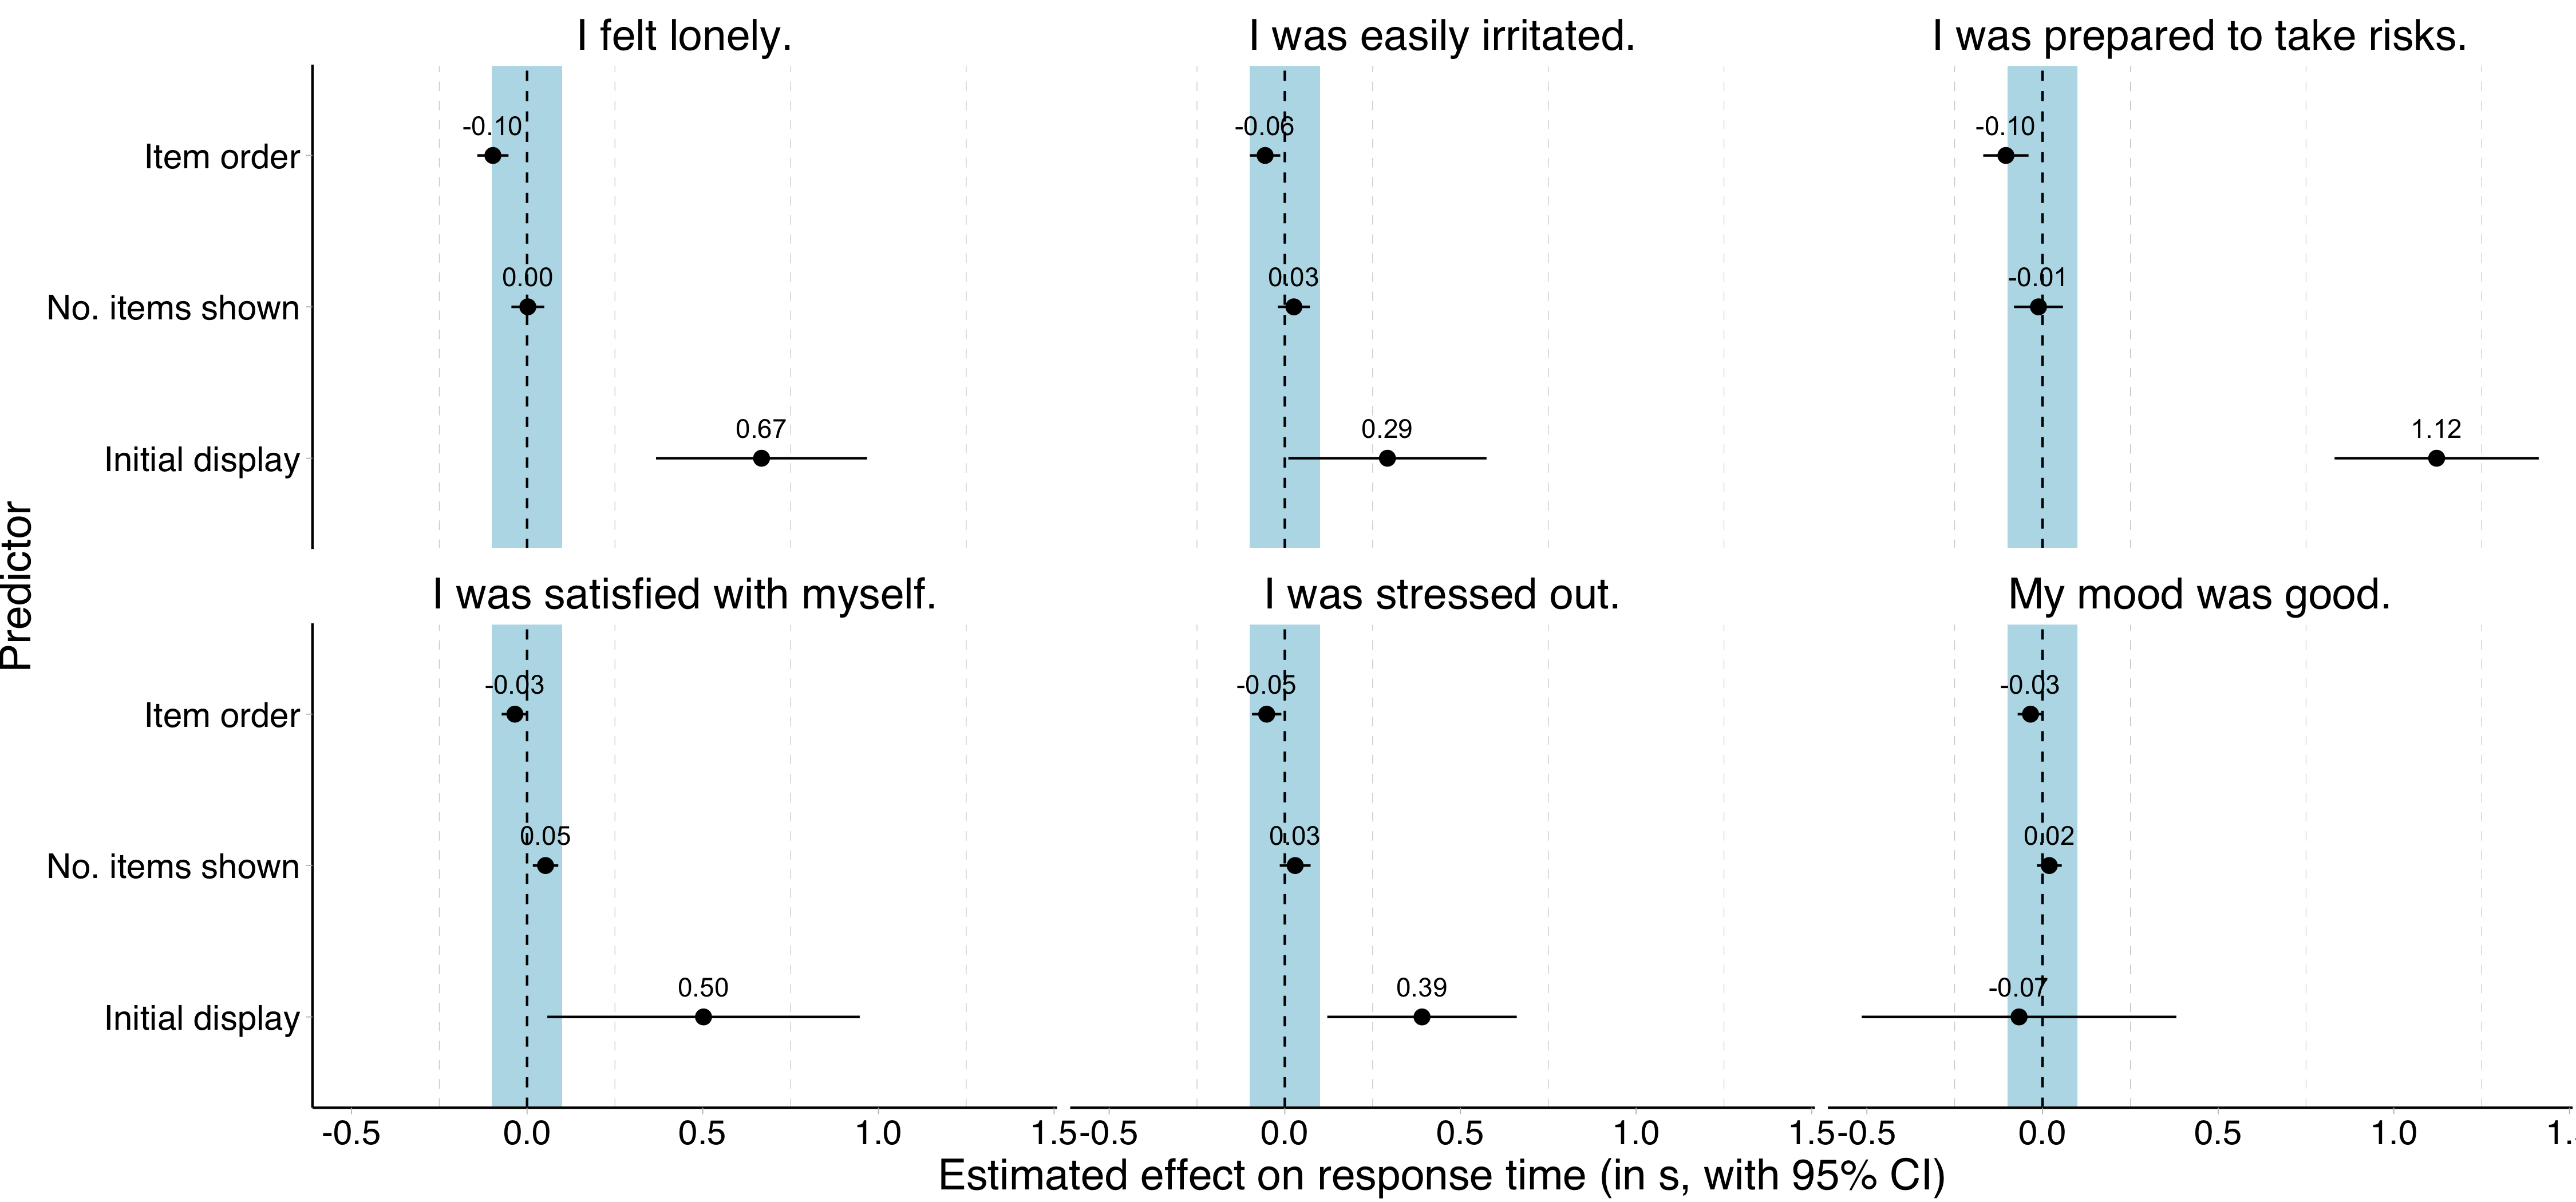 I felt lonely.
I was easily irritated.
I was prepared to take risks.
Item order
-0.10
-0.06
-0.10
No. items shown
0.00
0.03
-0.01
Initial display
0.67
0.29
1.12
Predictor
I was satisfied with myself.
I was stressed out.
My mood was good.
Item order
-0.03
-0.05
-0.03
No. items shown
0.05
0.03
0.02
Initial display
0.50
0.39
-0.07
-0.5 0.0 0.5 1.0 1.5
-0.5 0.0 0.5 1.0 1.5
-0.5 0.0 0.5 1.0 1.
Estimated effect on response time (in s, with 95% CI)